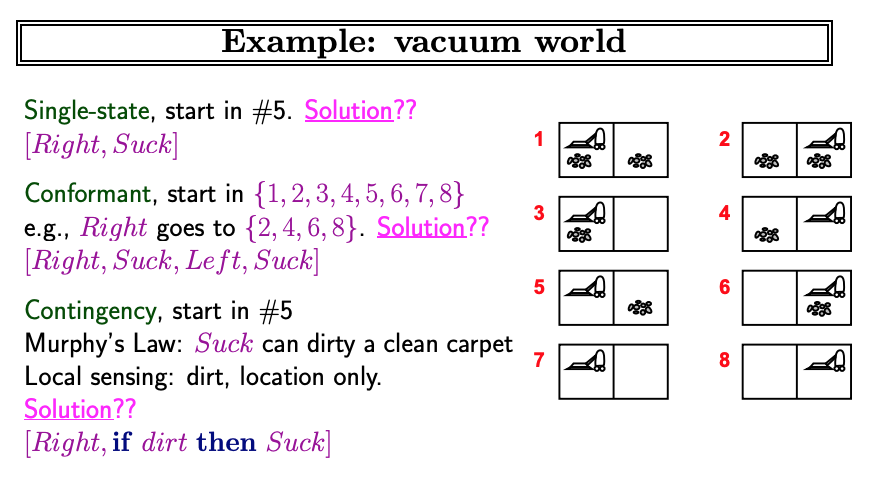 Example: vacuum world
Single-state, start in #5. Solution??
[Right, Suck]
Conformant, start in {1, 2, 3, 4, 5, 6, 7, 8}
e.g., Right goes to {2, 4, 6, 8}. Solution??
[Right, Suck, Left, Suck]
Contingency, start in #5
Murphy's Law: Suck can dirty a clean carpet
Local sensing: dirt, location only.
Solution??
[Right, if dirt then Suck]
1
2
3
4
5
6
7
8